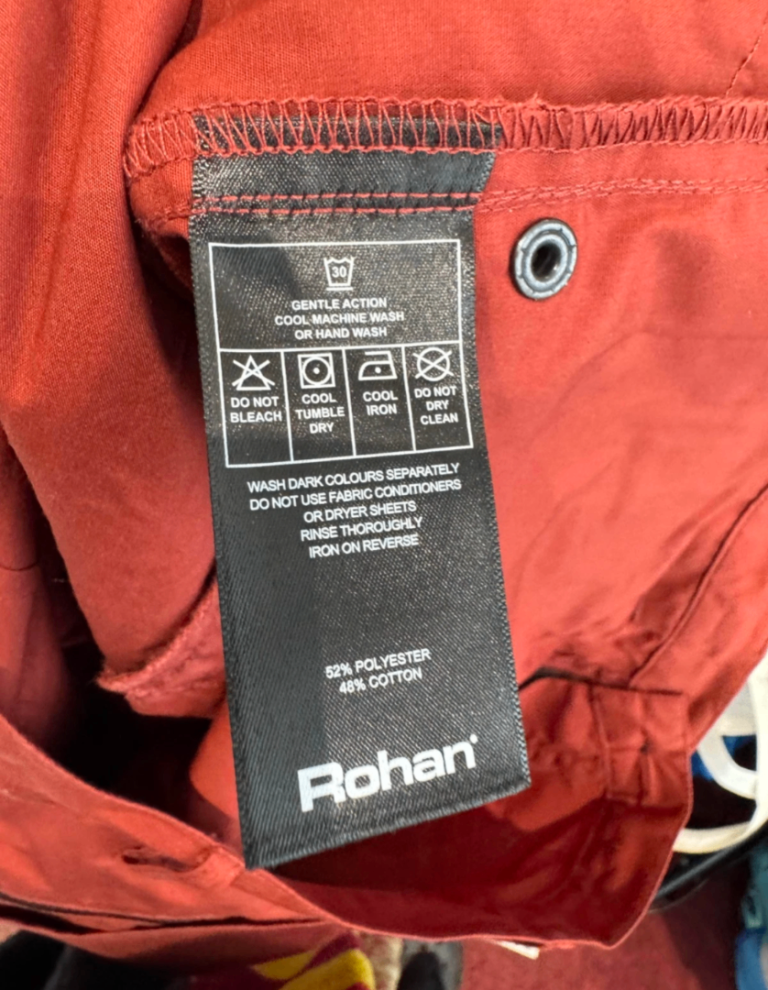 30
GENTLE ACTION
COOL MACHINE WASH
OR HAND WASH
DO NOT
BLEACH
COOL
TUMBLE
DRY
COOL
IRON
DO NOT
DRY
CLEAN
WASH DARK COLOURS SEPARATELY
DO NOT USE FABRIC CONDITIONERS
OR DRYER SHEETS
RINSE THOROUGHLY
IRON ON REVERSE
52% POLYESTER
48% COTTON
Rohan